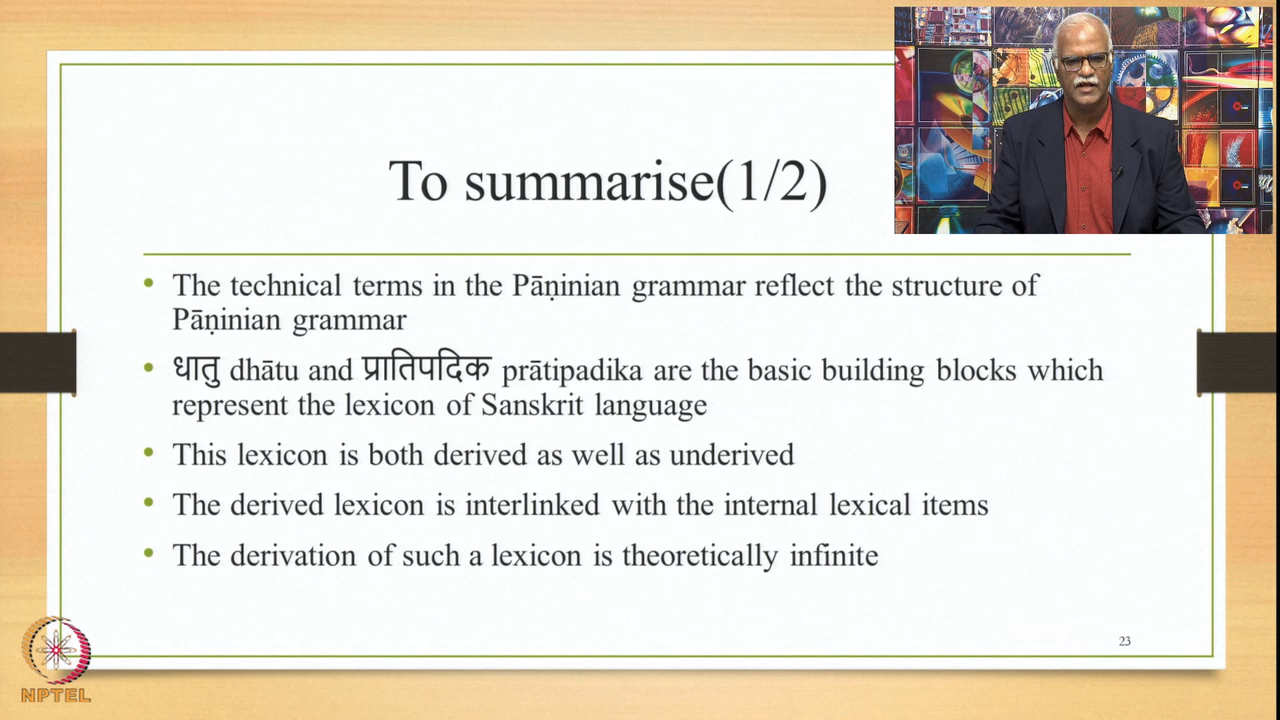 To summarise(1/2)
• The technical terms in the Pāṇinian grammar reflect the structure of
Pāṇinian grammar
• धातु dhātu and प्रातिपदिक prātipadika are the basic building blocks which
represent the lexicon of Sanskrit language
• This lexicon is both derived as well as underived
• The derived lexicon is interlinked with the internal lexical items
• The derivation of such a lexicon is theoretically infinite
23
NPTEL